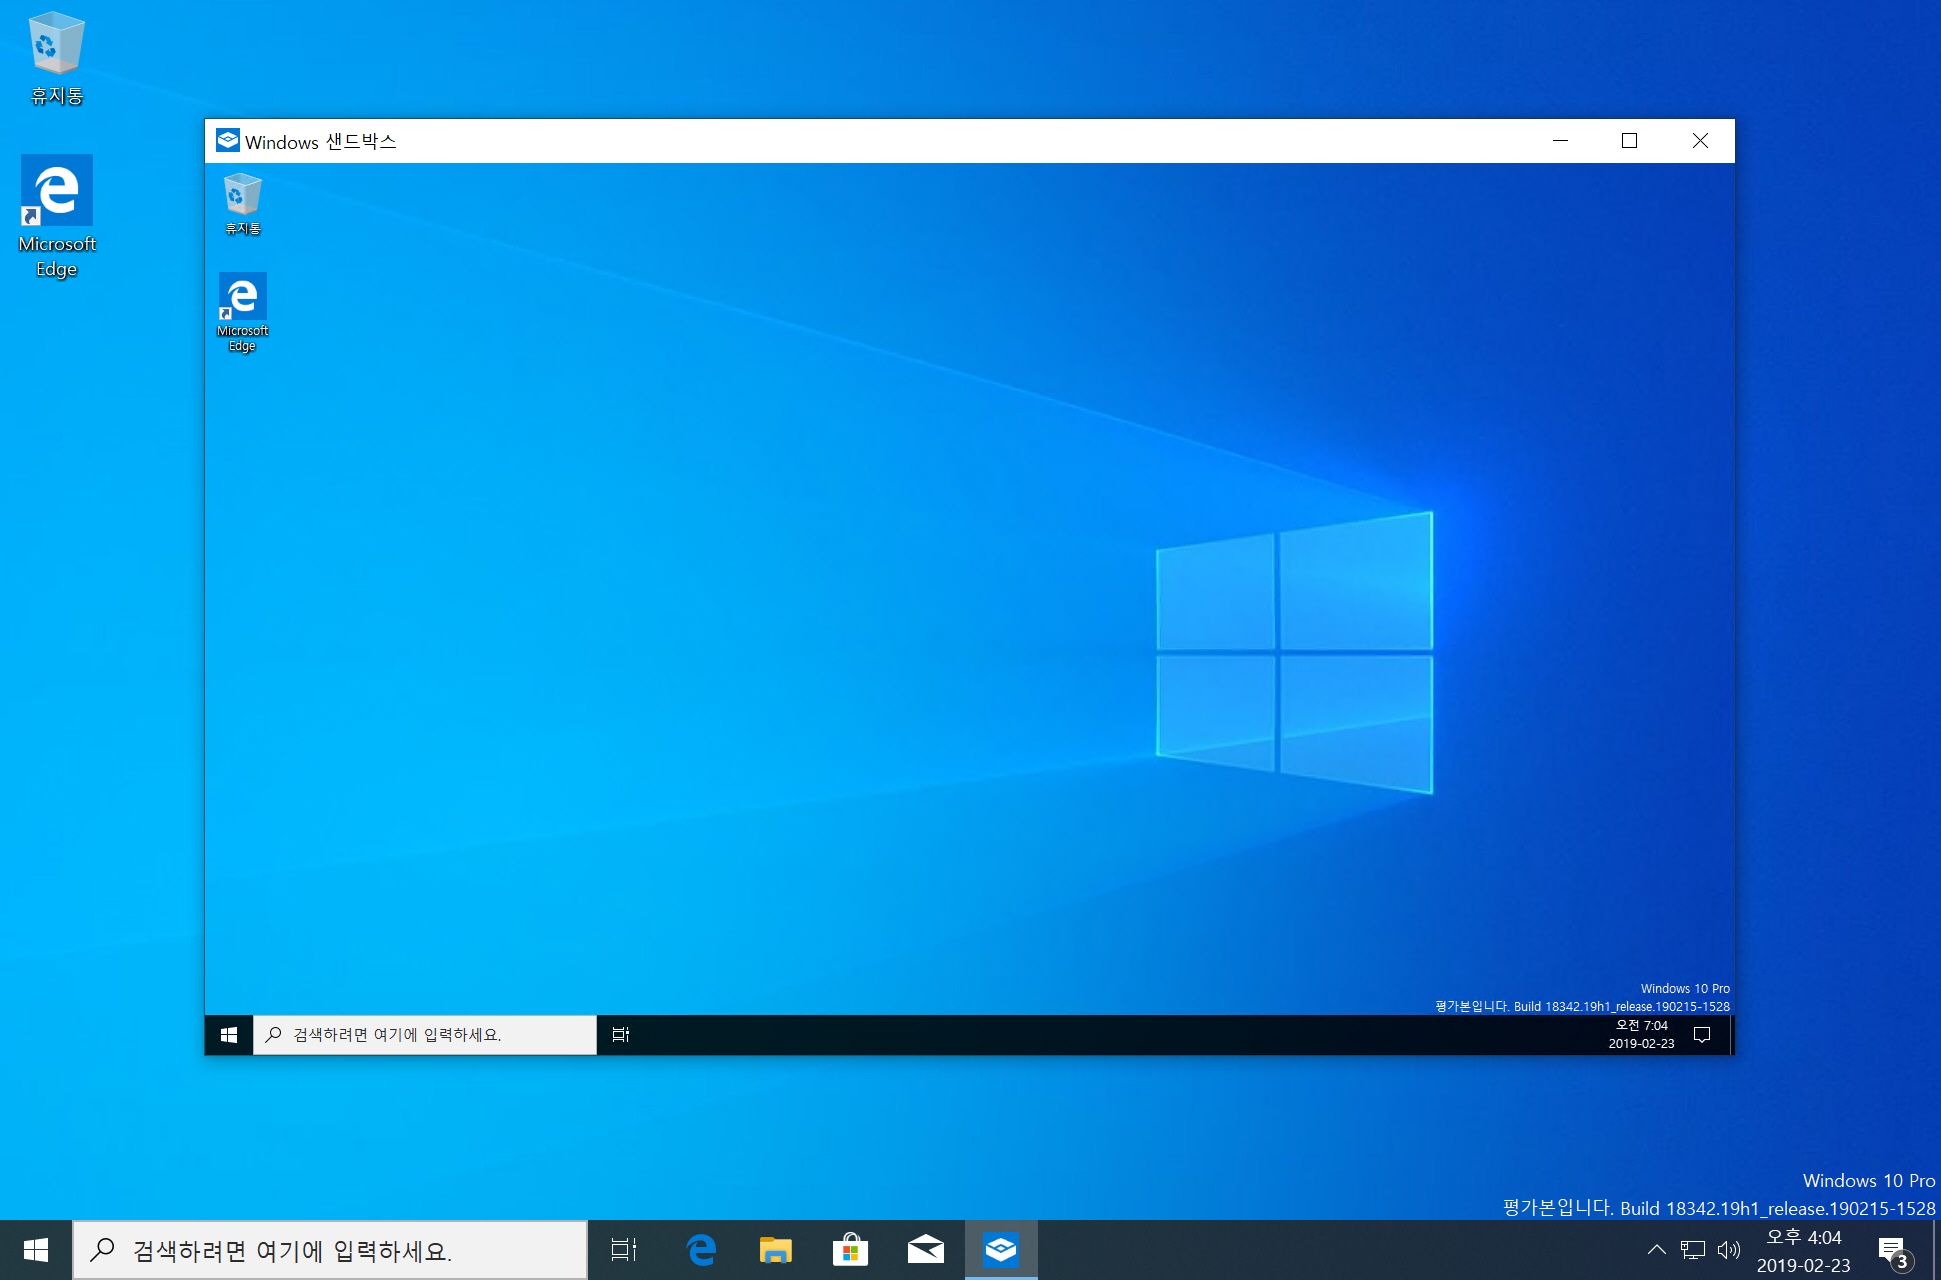 휴지통
Microsoft
Edge
Windows 샌드박스
휴지통
Microsoft
Edge
Windows 10 Pro
평가본입니다. Build 18342.19h1_release.190215-1528
검색하려면 여기에 입력하세요.
오전 7:04
2019-02-23
Windows 10 Pro
평가본입니다. Build 18342.19h1_release.190215-1528
검색하려면 여기에 입력하세요.
오후 4:04
2019-02-23
3